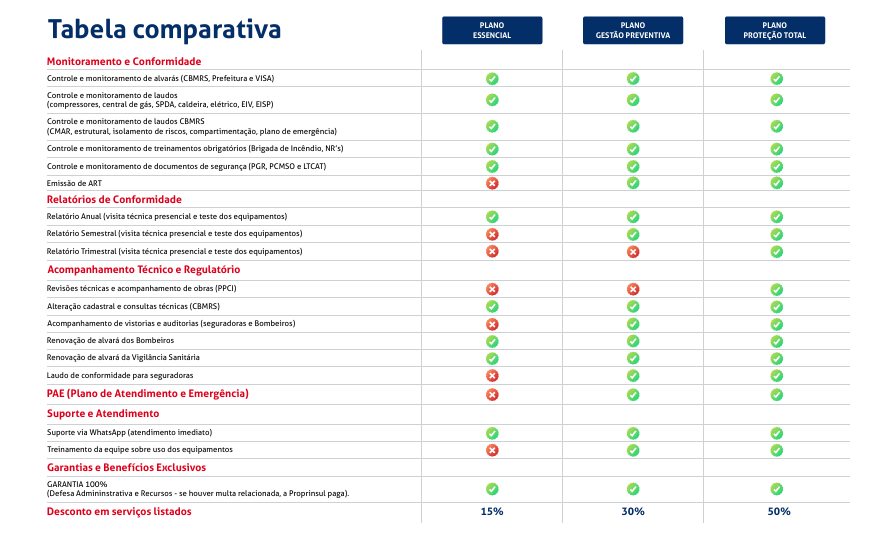 Tabela comparativa
PLANO
ESSENCIAL
PLANO
GESTÃO PREVENTIVA
PLANO
PROTEÇÃO TOTAL
Monitoramento e Conformidade
Controle e monitoramento de alvarás (CBMRS, Prefeitura e VISA)
Controle e monitoramento de laudos
(compressores, central de gás, SPDA, caldeira, elétrico, EIV, EISP)
Controle e monitoramento de laudos CBMRS
(CMAR, estrutural, isolamento de riscos, compartimentação, plano de emergência)
Controle e monitoramento de treinamentos obrigatórios (Brigada de Incêndio, NR's)
Controle e monitoramento de documentos de segurança (PGR, PCMSO e LTCAT)
Emissão de ART
Relatórios de Conformidade
Relatório Anual (visita técnica presencial e teste dos equipamentos)
Relatório Semestral (visita técnica presencial e teste dos equipamentos)
Relatório Trimestral (visita técnica presencial e teste dos equipamentos)
Acompanhamento Técnico e Regulatório
Revisões técnicas e acompanhamento de obras (PPCI)
Alteração cadastral e consultas técnicas (CBMRS)
Acompanhamento de vistorias e auditorias (seguradoras e Bombeiros)
Renovação de alvará dos Bombeiros
Renovação de alvará da Vigilância Sanitária
Laudo de conformidade para seguradoras
PAE (Plano de Atendimento e Emergência)
Suporte e Atendimento
Suporte via WhatsApp (atendimento imediato)
Treinamento da equipe sobre uso dos equipamentos
Garantias e Benefícios Exclusivos
GARANTIA 100%
(Defesa Admininstrativa e Recursos - se houver multa relacionada, a Proprinsul paga).
Desconto em serviços listados 15% 30% 50%